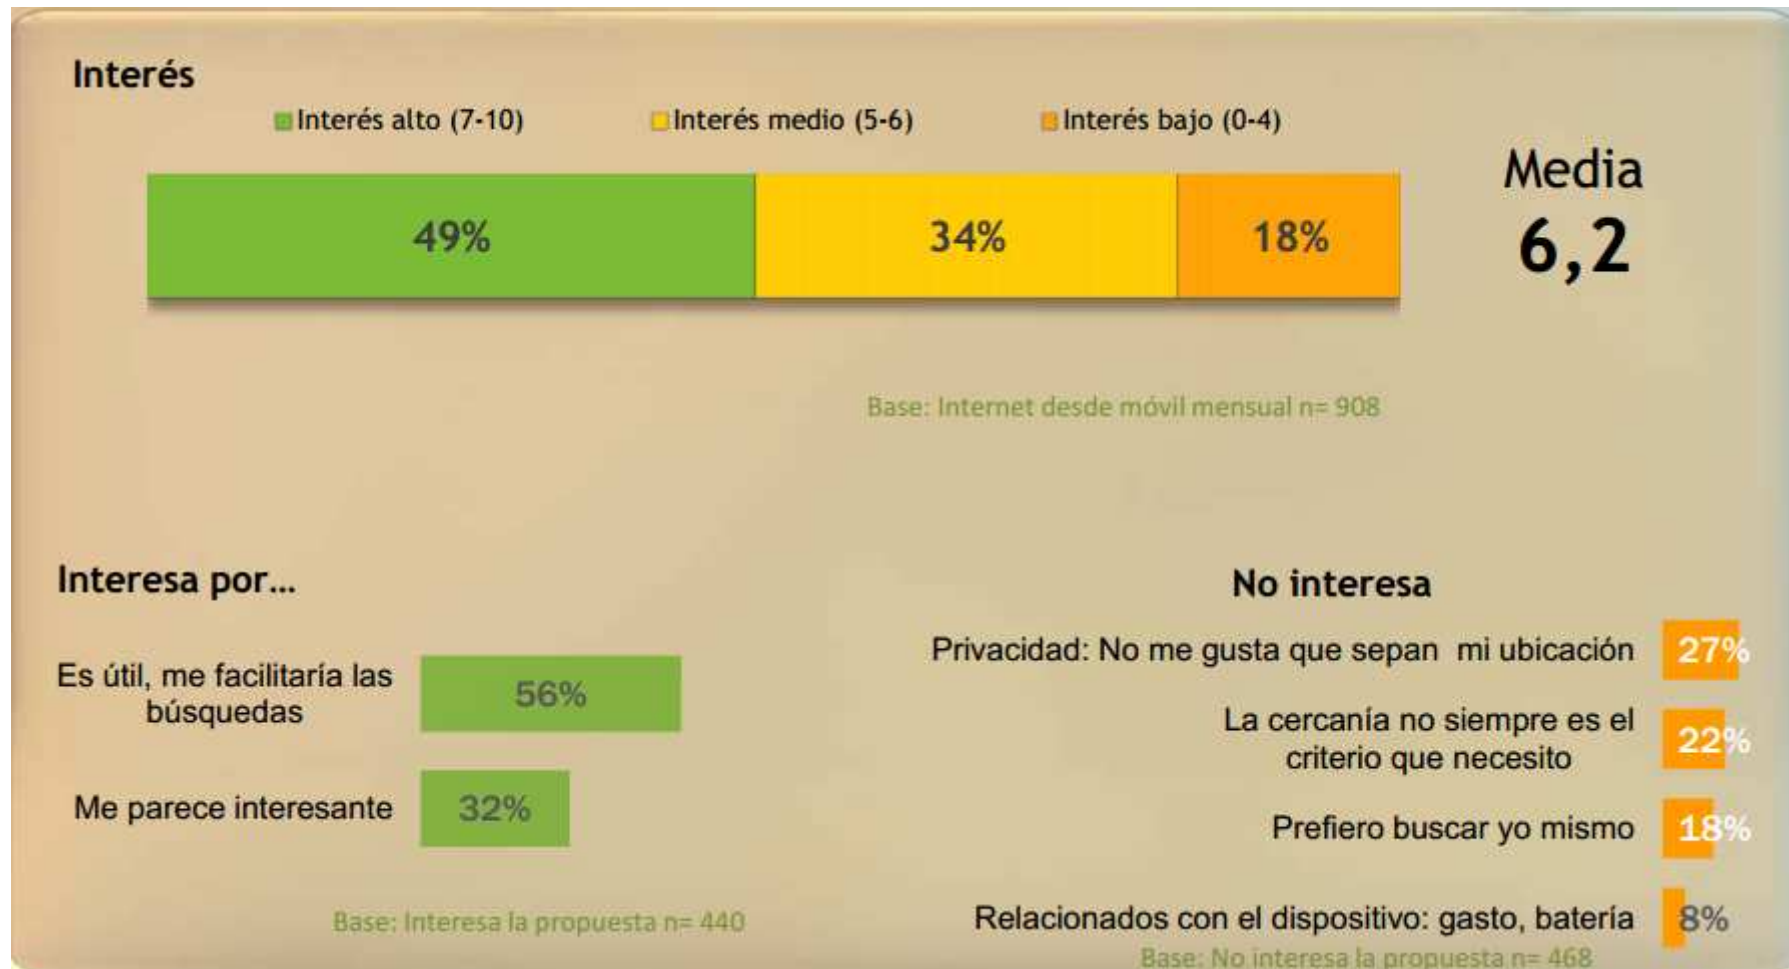 Interés
Interés alto (7-10) Interés medio (5-6) Interés bajo (0-4)
49% 34% 18%
Media
6,2
Base: Internet desde móvil mensual n= 908
Interesa por...
Es útil, me facilitaría las
búsquedas
56%
Me parece interesante 32%
Base: Interesa la propuesta n= 440
No interesa
Privacidad: No me gusta que sepan mi ubicación 27%
La cercanía no siempre es el
criterio que necesito
22%
Prefiero buscar yo mismo 18%
Relacionados con el dispositivo: gasto, batería 8%
Base: No interesa la propuesta n= 468